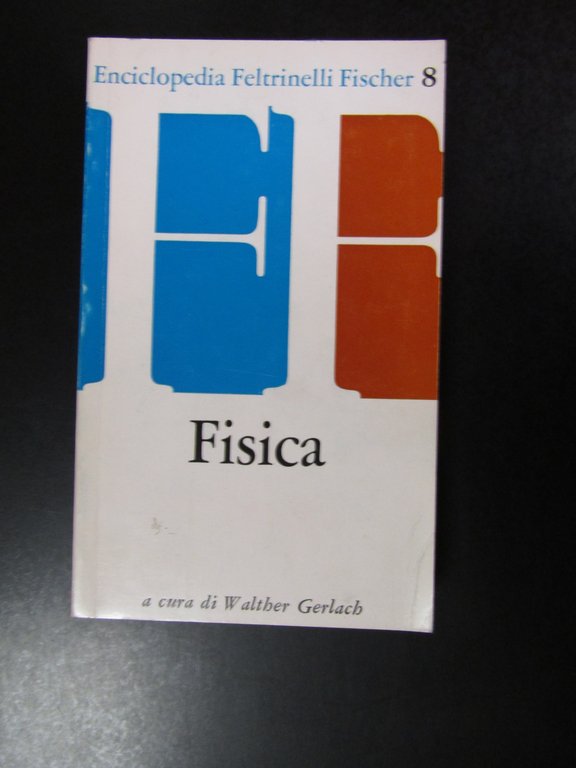 Enciclopedia Feltrinelli Fischer 8
Fisica
a cura di Walther Gerlach